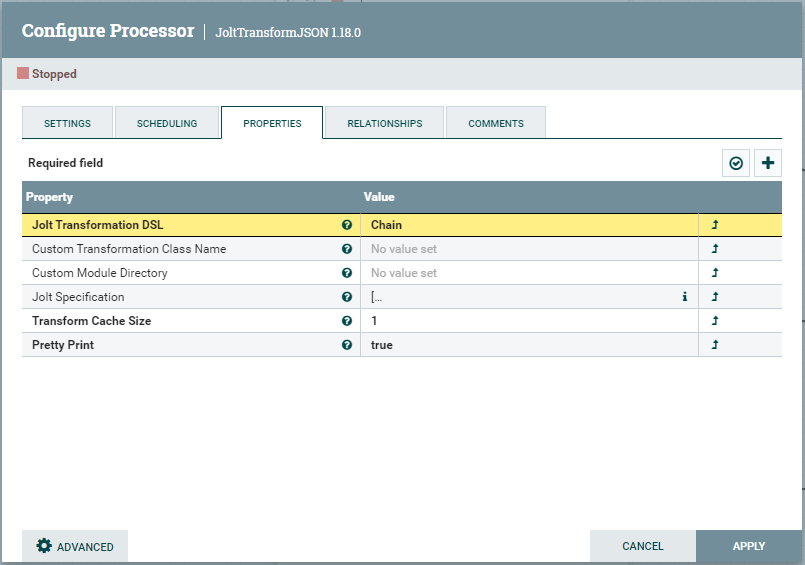 Configure Processor | JoltTransformJSON 1.18.0
Stopped
SETTINGS SCHEDULING PROPERTIES RELATIONSHIPS COMMENTS
Required field
Property Value
Jolt Transformation DSL Chain
Custom Transformation Class Name No value set
Custom Module Directory No value set
Jolt Specification [...
Transform Cache Size 1
Pretty Print true
ADVANCED CANCEL APPLY